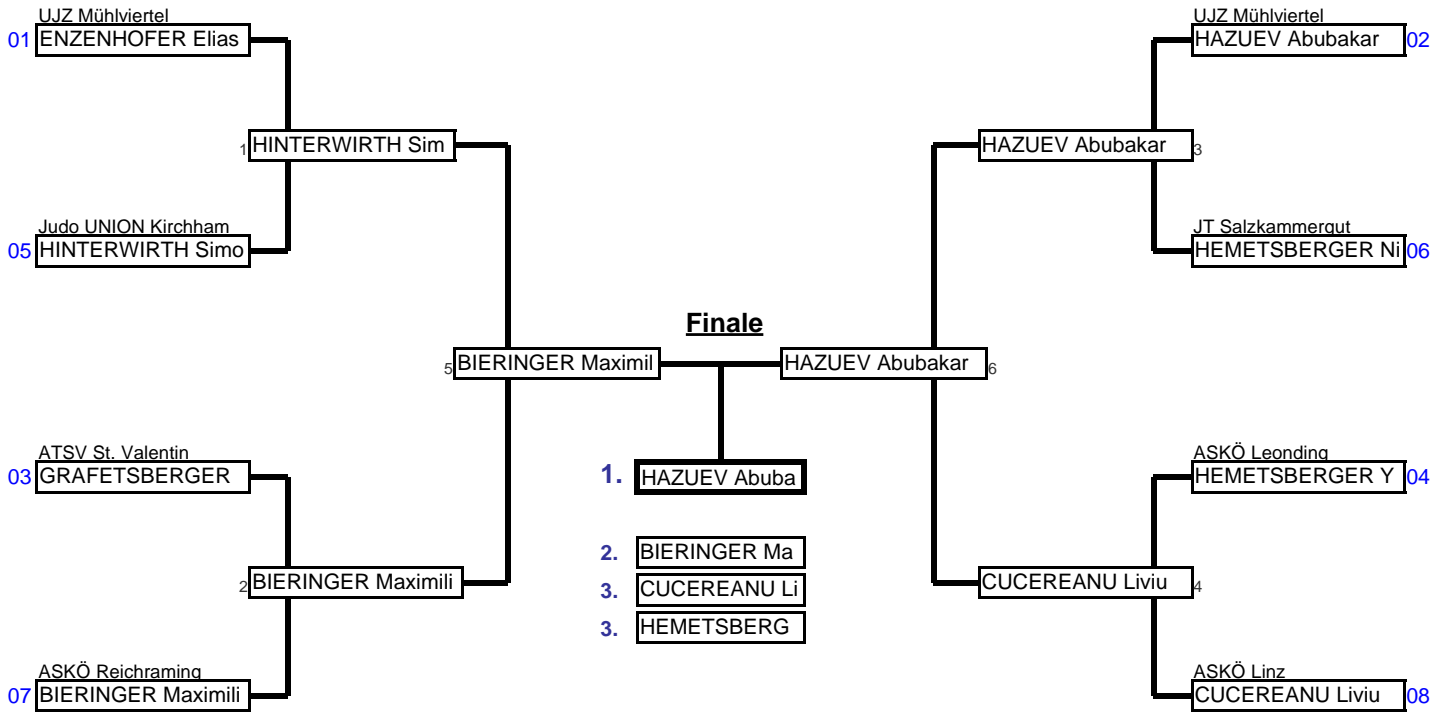 UJZ Mühlviertel
01 ENZENHOFER Elias
1 HINTERWIRTH Sim
Judo UNION Kirchham
05 HINTERWIRTH Simo
5 BIERINGER Maximil
ATSV St. Valentin
03 GRAFETSBERGER
2 BIERINGER Maximili
ASKÖ Reichraming
07 BIERINGER Maximili
Finale
1. HAZUEV Abuba
2. BIERINGER Ma
3. CUCEREANU Li
3. HEMETSBERG
UJZ Mühlviertel
HAZUEV Abubakar 02
HAZUEV Abubakar 3
JT Salzkammergut
HEMETSBERGER Ni 06
HAZUEV Abubakar 6
ASKÖ Leonding
HEMETSBERGER Y 04
CUCEREANU Liviu 4
ASKÖ Linz
CUCEREANU Liviu 08